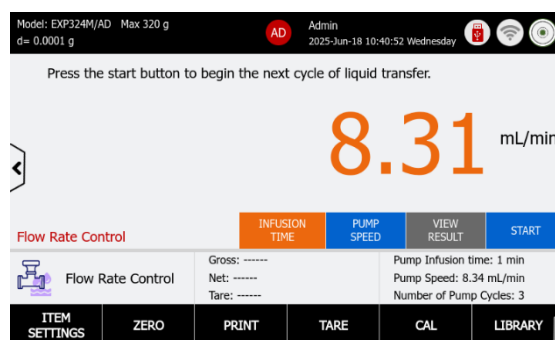 Model: EXP324M/AD Max 320 g
d= 0.0001 g
AD
Admin
2025-Jun-18 10:40:52 Wednesday
Press the start button to begin the next cycle of liquid transfer.
8.31 mL/min
Flow Rate Control
INFUSION
TIME
PUMP
SPEED
VIEW
RESULT
START
Flow Rate Control
Gross: ------
Net: ------
Tare: ------
Pump Infusion time: 1 min
Pump Speed: 8.34 mL/min
Number of Pump Cycles: 3
ITEM
SETTINGS
ZERO
PRINT
TARE
CAL
LIBRARY